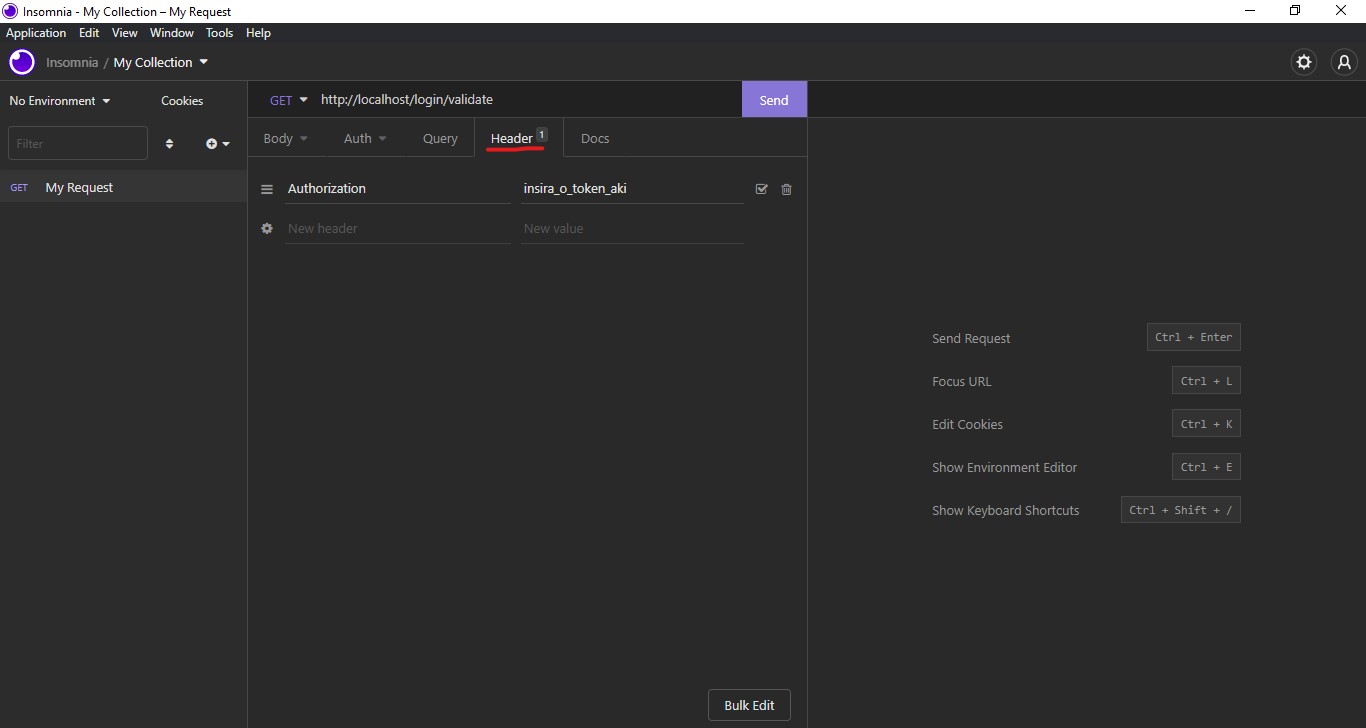 Insomnia - My Collection – My Request
Application Edit View Window Tools Help
Insomnia / My Collection
No Environment Cookies
Filter
GET My Request
GET http://localhost/login/validate Send
Body Auth Query Header 1 Docs
Authorization insira_o_token_aki
New header New value
Bulk Edit
Send Request Ctrl + Enter
Focus URL Ctrl + L
Edit Cookies Ctrl + K
Show Environment Editor Ctrl + E
Show Keyboard Shortcuts Ctrl + Shift + /